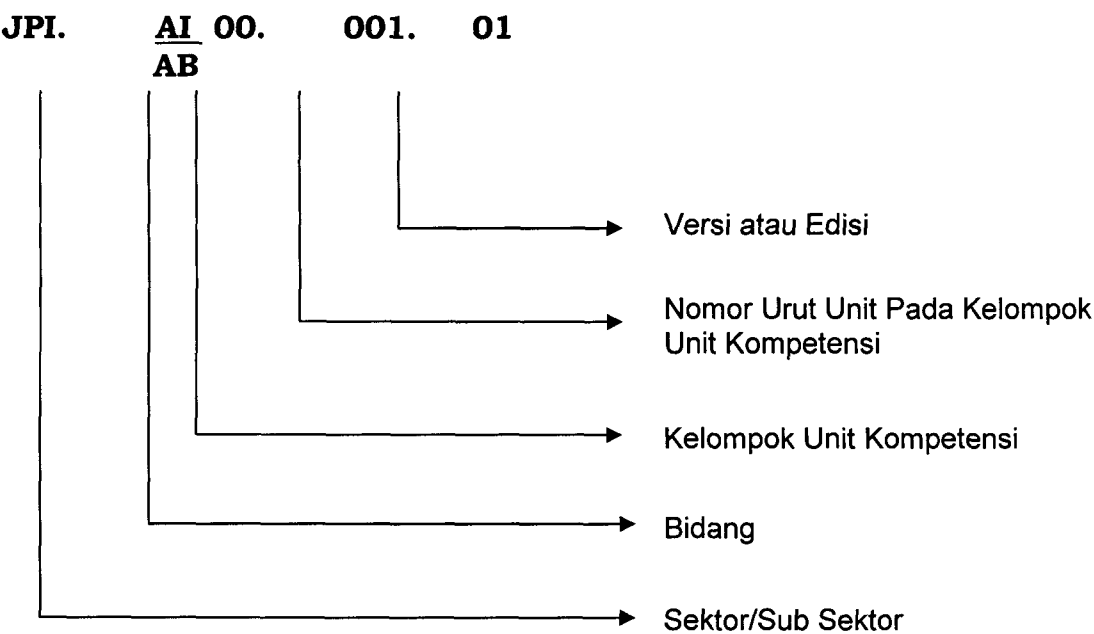 JPI. AI 00. 001. 01
AB
Versi atau Edisi
Nomor Urut Unit Pada Kelompok
Unit Kompetensi
Kelompok Unit Kompetensi
Bidang
Sektor/Sub Sektor